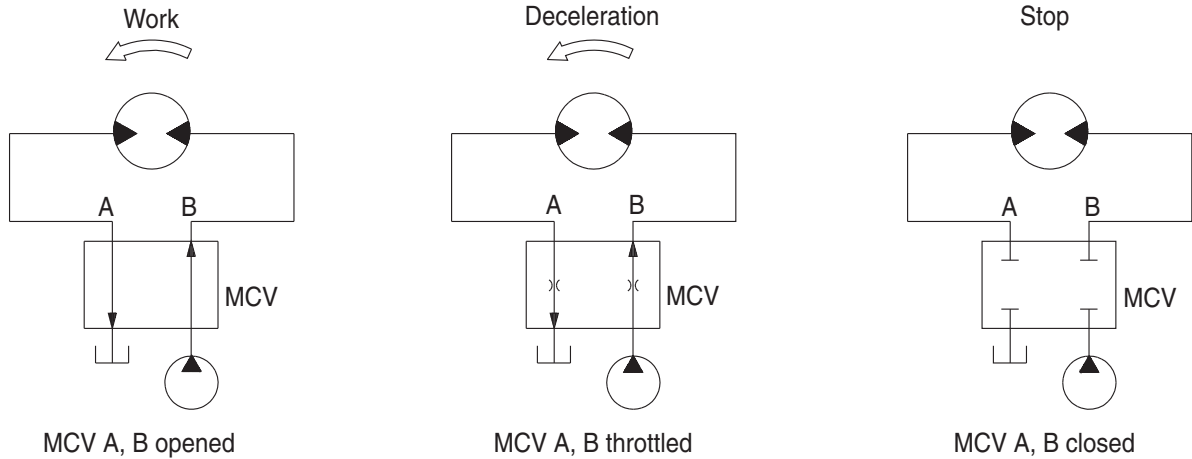 Work
Deceleration
Stop
A B
MCV
A B
MCV
A B
MCV
MCV A, B opened
MCV A, B throttled
MCV A, B closed